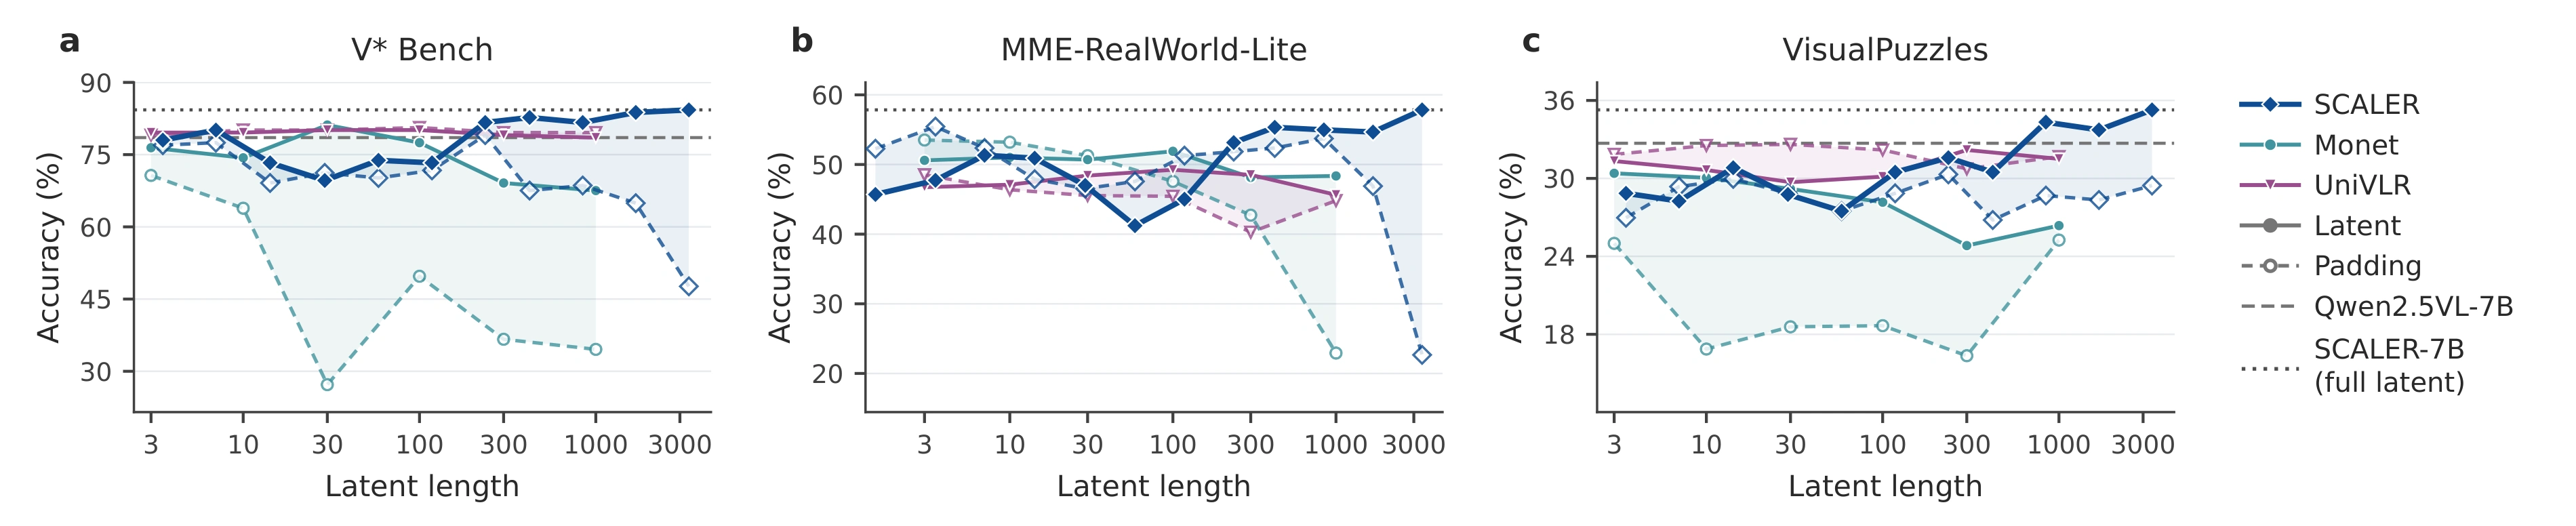 a
V* Bench
90
75
60
45
30
Accuracy (%)
3 10 30 100 300 1000 3000
Latent length
b
MME-RealWorld-Lite
60
50
40
30
20
Accuracy (%)
3 10 30 100 300 1000 3000
Latent length
c
VisualPuzzles
36
30
24
18
Accuracy (%)
3 10 30 100 300 1000 3000
Latent length
SCALER
Monet
UniVLR
Latent
Padding
Qwen2.5VL-7B
SCALER-7B
(full latent)